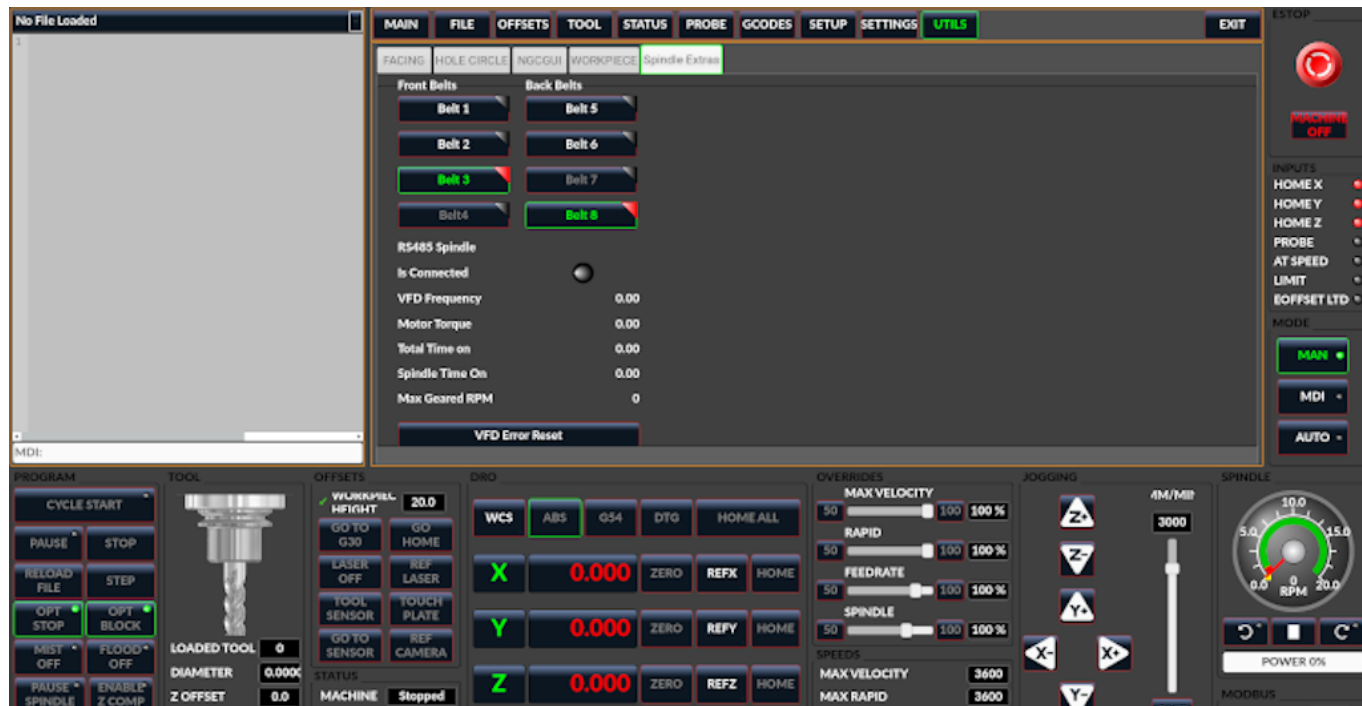 No File Loaded
1
MDI:
MAIN FILE OFFSETS TOOL STATUS PROBE GCODES SETUP SETTINGS UTILS EXIT
FACING HOLE CIRCLE NGCGUI WORKPIECE Spindle Extras
Front Belts Back Belts
Belt 1 Belt 5
Belt 2 Belt 6
Belt 3 Belt 7
Belt4 Belt 8
RS485 Spindle
Is Connected
VFD Frequency 0.00
Motor Torque 0.00
Total Time on 0.00
Spindle Time On 0.00
Max Geared RPM 0
VFD Error Reset
ESTOP
MACHINE
OFF
INPUTS
HOME X
HOME Y
HOME Z
PROBE
AT SPEED
LIMIT
EOFFSET LTD
MODE
MAN
MDI
AUTO
PROGRAM
CYCLE START
PAUSE STOP
RELOAD
FILE
STEP
OPT
STOP
OPT
BLOCK
MIST
OFF
FLOOD
OFF
PAUSE
SPINDLE
ENABLE
Z COMP
TOOL
LOADED TOOL 0
DIAMETER 0.0000
Z OFFSET 0.0
OFFSETS
WORKPIEC
HEIGHT
20.0
GO TO
G30
GO
HOME
LASER
OFF
REF
LASER
TOOL
SENSOR
TOUCH
PLATE
GO TO
SENSOR
REF
CAMERA
STATUS
MACHINE Stopped
DRO
WCS ABS G54 DTG HOME ALL
X 0.000 ZERO REFX HOME
Y 0.000 ZERO REFY HOME
Z 0.000 ZERO REFZ HOME
OVERRIDES
MAX VELOCITY
50 100 100 %
RAPID
50 100 100 %
FEEDRATE
50 100 100 %
SPINDLE
50 100 100 %
SPEEDS
MAX VELOCITY 3600
MAX RAPID 3600
JOGGING
Z+
Z-
Y+
X- X+
Y-
3000
SPINDLE
10.0
5.0 15.0
0.0 0 20.0
RPM
POWER 0%
MODBUS